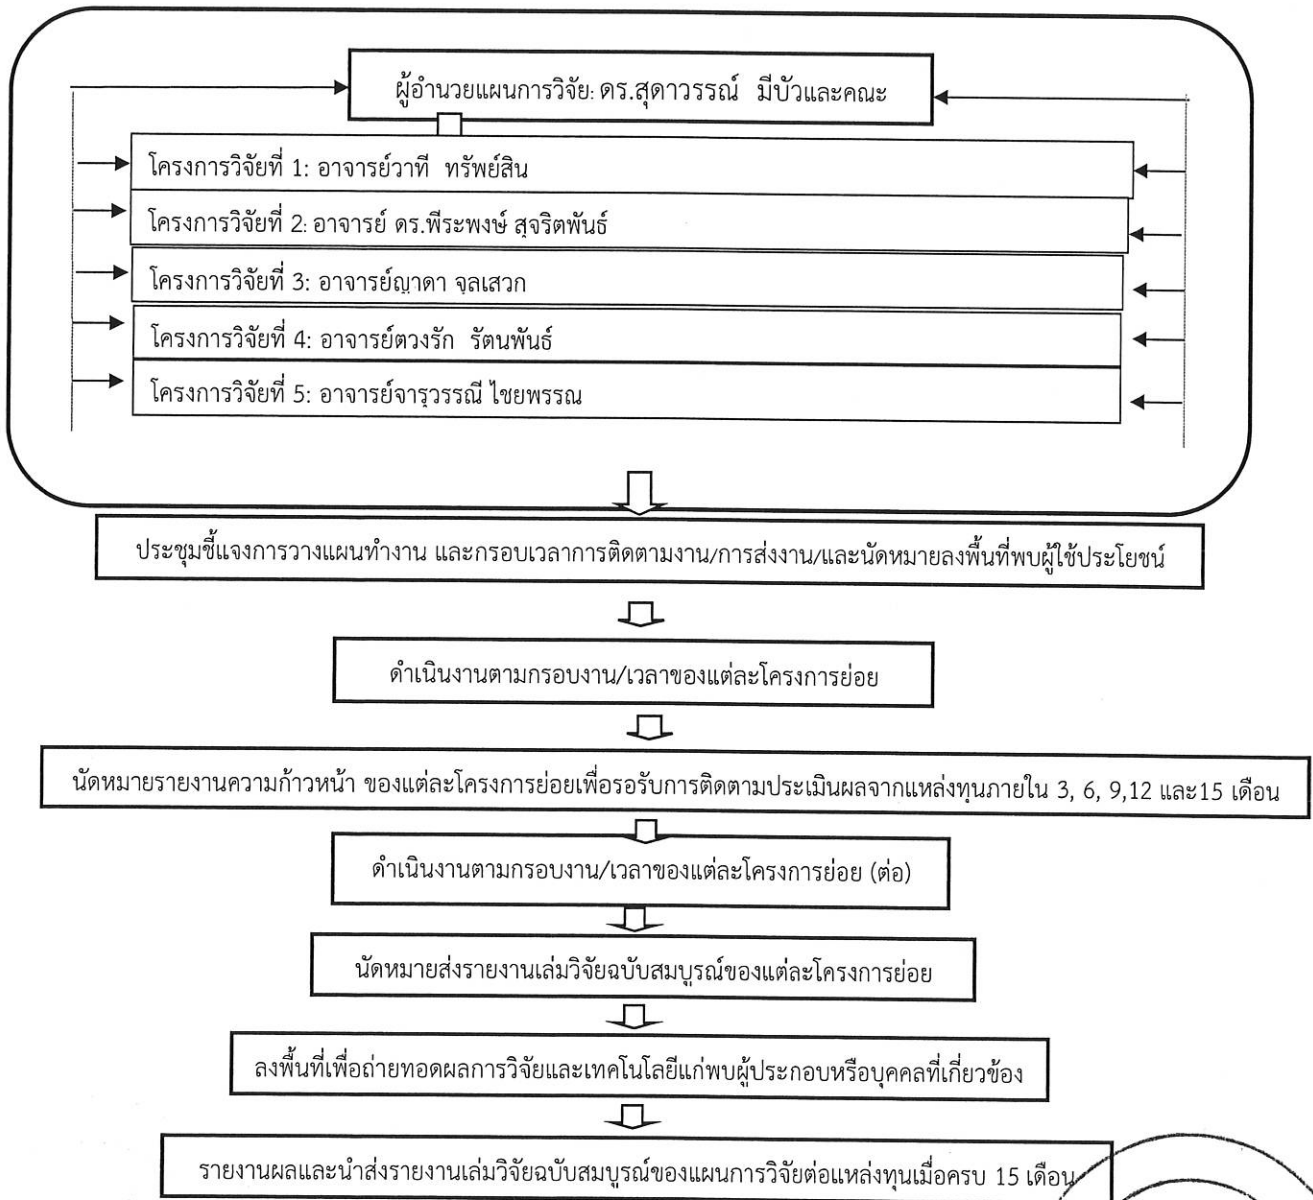 ผู้อำนวยแผนการวิจัย: ดร.สุดาวรรณ์ มีบัวและคณะ
โครงการวิจัยที่ 1: อาจารย์วาที ทรัพย์สิน
โครงการวิจัยที่ 2: อาจารย์ ดร.พีระพงษ์ สุจริตพันธ์
โครงการวิจัยที่ 3: อาจารย์ญาดา จุลเสวก
โครงการวิจัยที่ 4: อาจารย์ตวงรัก รัตนพันธ์
โครงการวิจัยที่ 5: อาจารย์จารุวรรณี ไชยพรรณ
ประชุมชี้แจงการวางแผนทำงาน และกรอบเวลาการติดตามงาน/การส่งงาน/และนัดหมายลงพื้นที่พบผู้ใช้ประโยชน์
ดำเนินงานตามกรอบงาน/เวลาของแต่ละโครงการย่อย
นัดหมายรายงานความก้าวหน้า ของแต่ละโครงการย่อยเพื่อรอรับการติดตามประเมินผลจากแหล่งทุนภายใน 3, 6, 9,12 และ15 เดือน
ดำเนินงานตามกรอบงาน/เวลาของแต่ละโครงการย่อย (ต่อ)
นัดหมายส่งรายงานเล่มวิจัยฉบับสมบูรณ์ของแต่ละโครงการย่อย
ลงพื้นที่เพื่อถ่ายทอดผลการวิจัยและเทคโนโลยีแก่พบผู้ประกอบหรือบุคคลที่เกี่ยวข้อง
รายงานผลและนำส่งรายงานเล่มวิจัยฉบับสมบูรณ์ของแผนการวิจัยต่อแหล่งทุนเมื่อครบ 15 เดือน